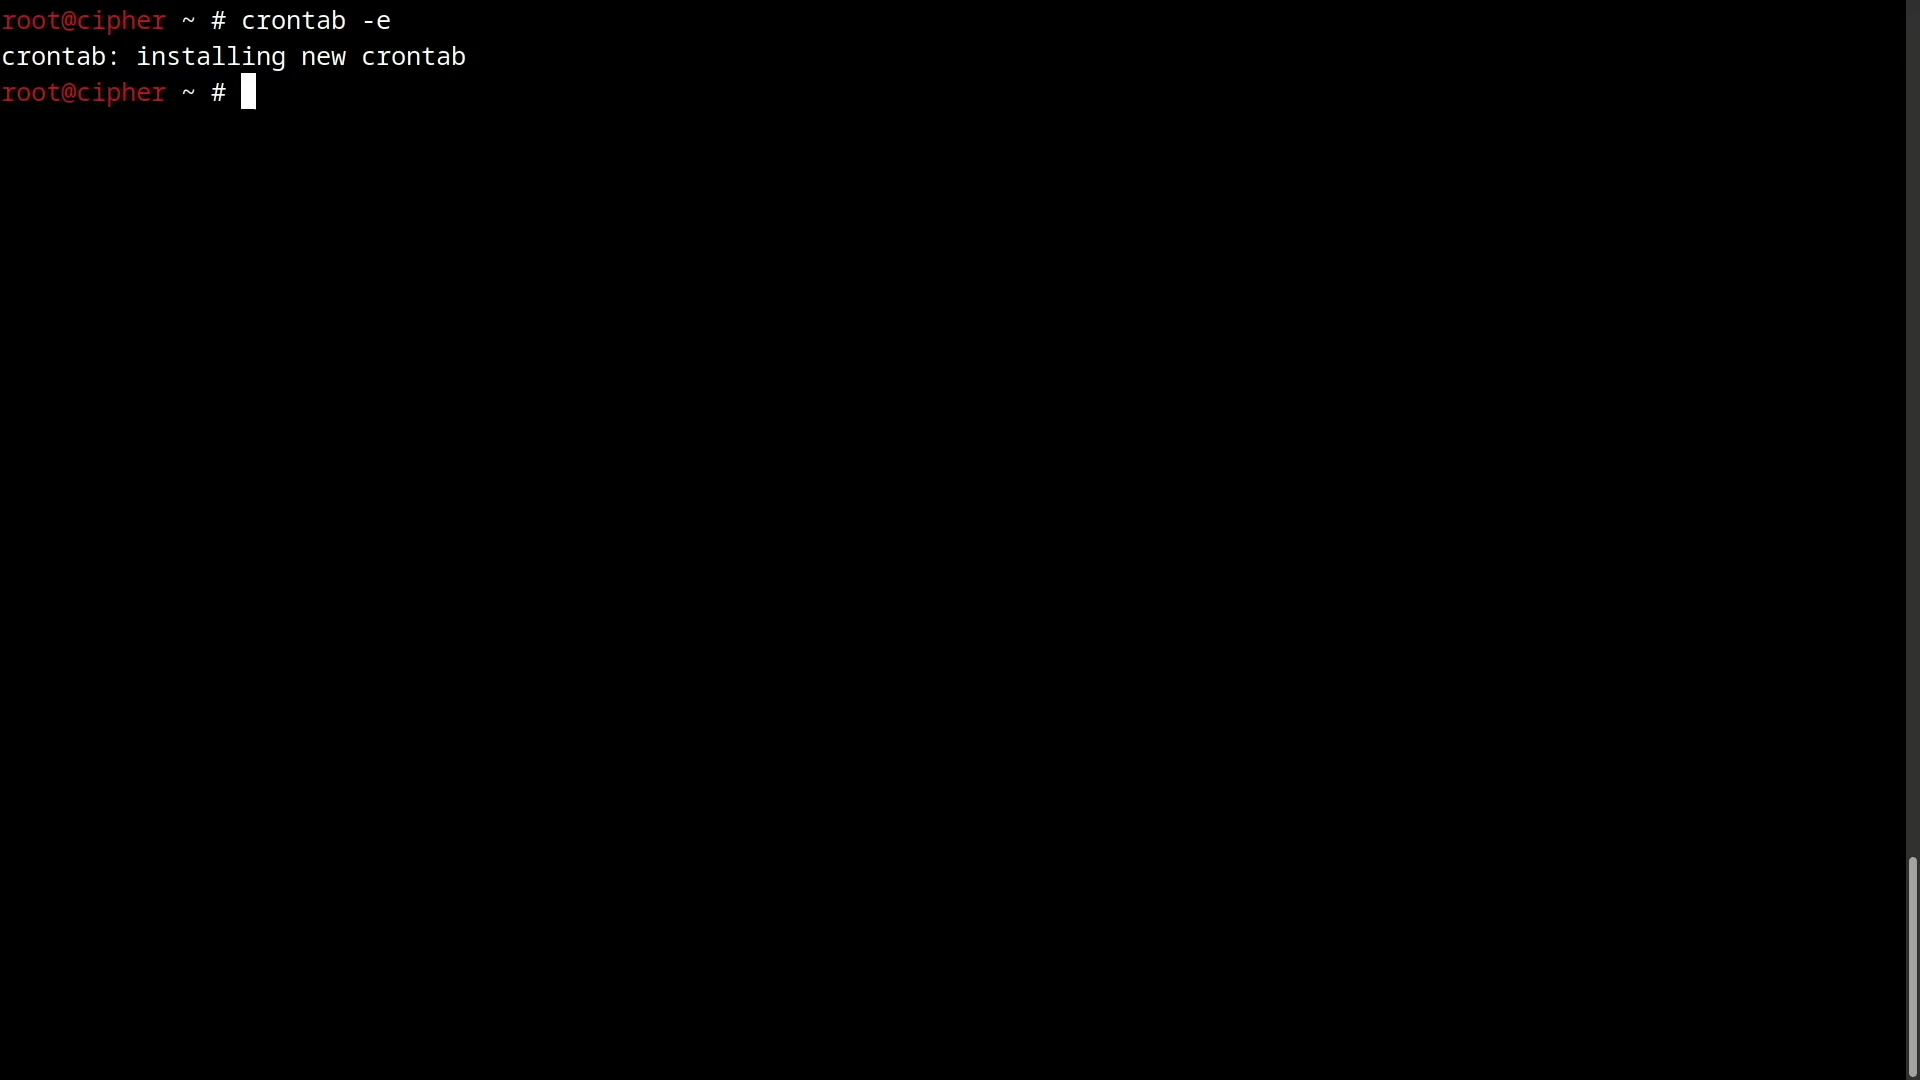 root@cipher ~ # crontab -e
crontab: installing new crontab
root@cipher ~ #